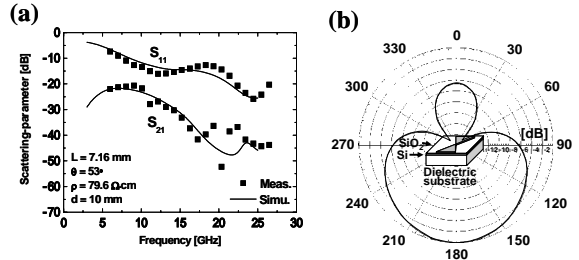 (a)
Scattering-parameter [dB]
0
-10
-20
-30
-40
-50
-60
-70
S11
S21
L = 7.16 mm
θ = 53°
ρ = 79.6 Ω-cm
d = 10 mm
Meas.
Simu.
0 5 10 15 20 25 30
Frequency [GHz]
(b)
0
330 30
300 60
SiO2
[dB]
270 90
Si
-12 -10 -8 -6 -4 -2
Dielectric
substrate
240 120
210 150
180